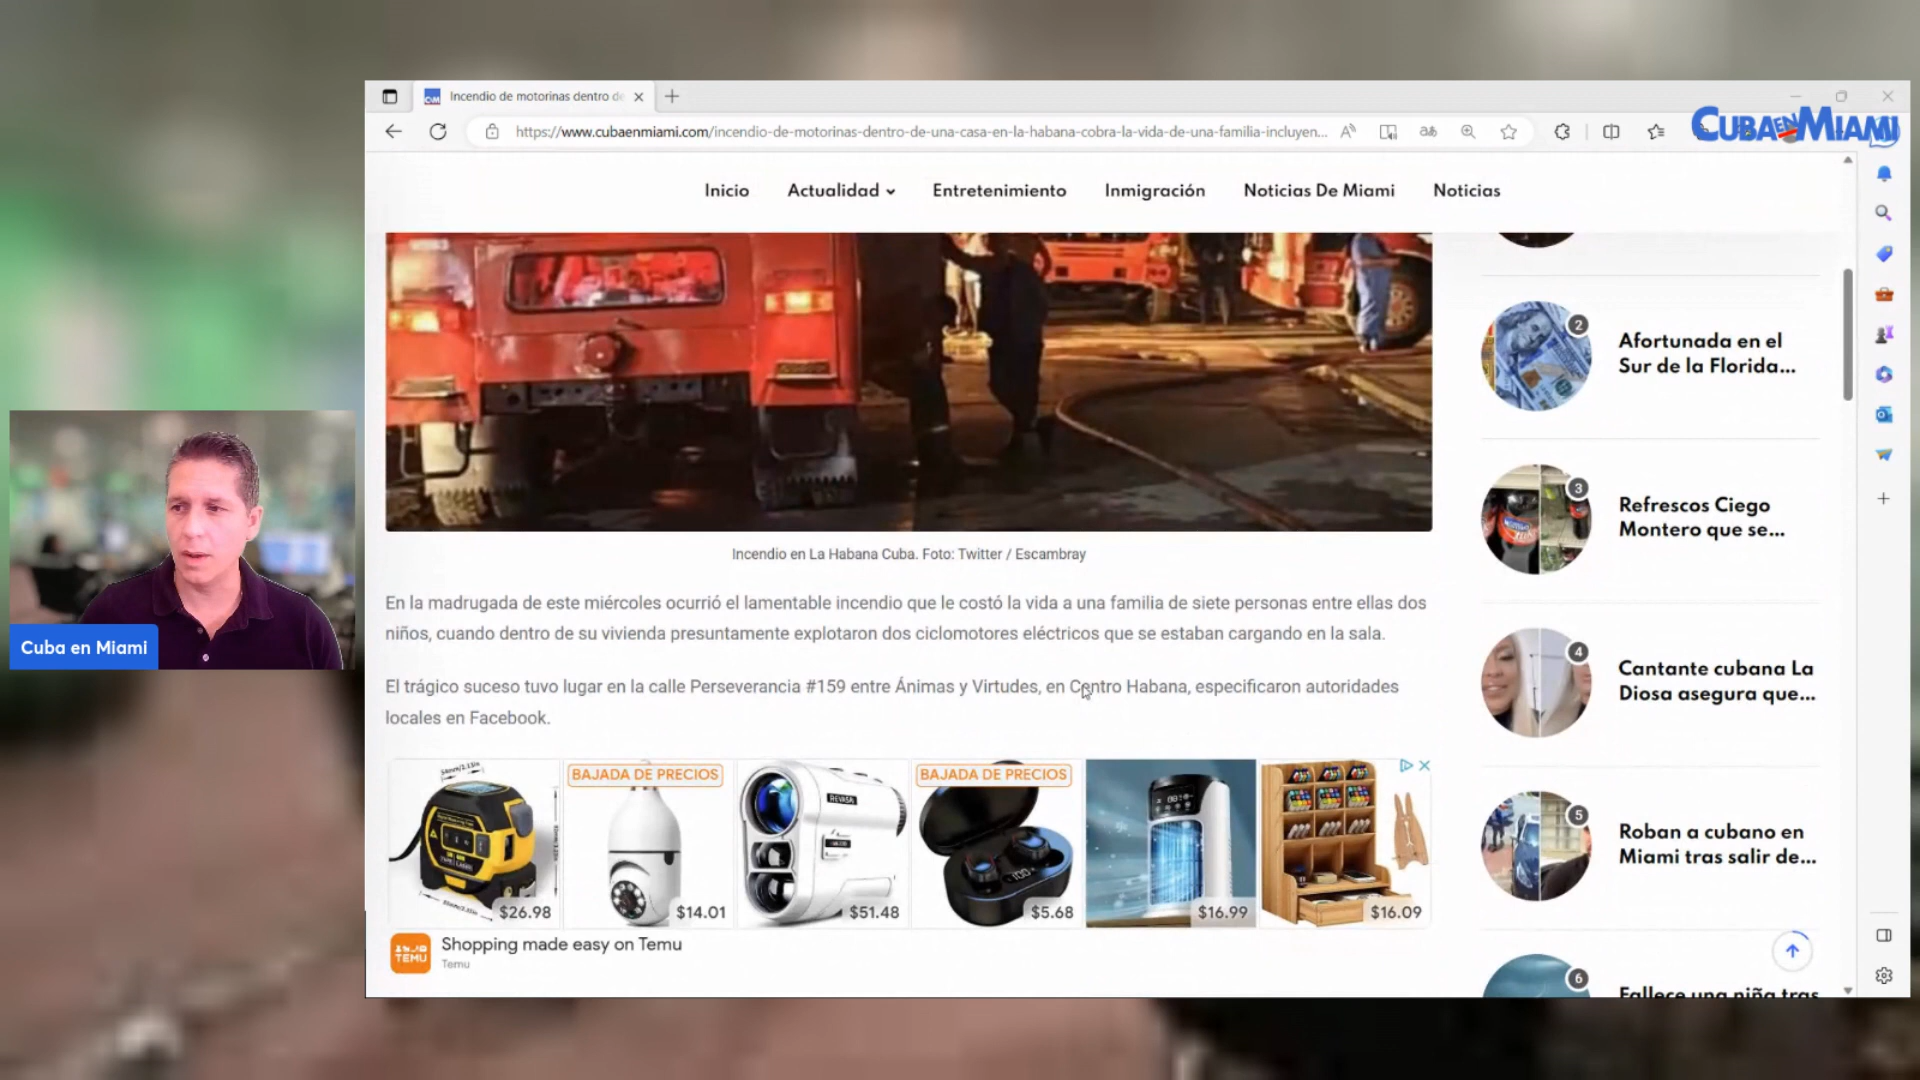 Incendio de motorinas dentro de
https://www.cubaenmiami.com/incendio-de-motorinas-dentro-de-una-casa-en-la-habana-cobra-la-vida-de-una-familia-incluyen...
CUBA EN MIAMI
Inicio
Actualidad
Entretenimiento
Inmigración
Noticias De Miami
Noticias
Incendio en La Habana Cuba. Foto: Twitter / Escambray
En la madrugada de este miércoles ocurrió el lamentable incendio que le costó la vida a una familia de siete personas entre ellas dos
niños, cuando dentro de su vivienda presuntamente explotaron dos ciclomotores eléctricos que se estaban cargando en la sala.
El trágico suceso tuvo lugar en la calle Perseverancia #159 entre Ánimas y Virtudes, en Centro Habana, especificaron autoridades
locales en Facebook.
Cuba en Miami
BAJADA DE PRECIOS
BAJADA DE PRECIOS
REVASA
100
$26.98
$14.01
$51.48
$5.68
$16.99
$16.09
TEMU
Shopping made easy on Temu
Temu
2
Afortunada en el
Sur de la Florida...
3
Refrescos Ciego
Montero que se...
4
Cantante cubana La
Diosa asegura que...
5
Roban a cubano en
Miami tras salir de...
6
Fallece una niña tras